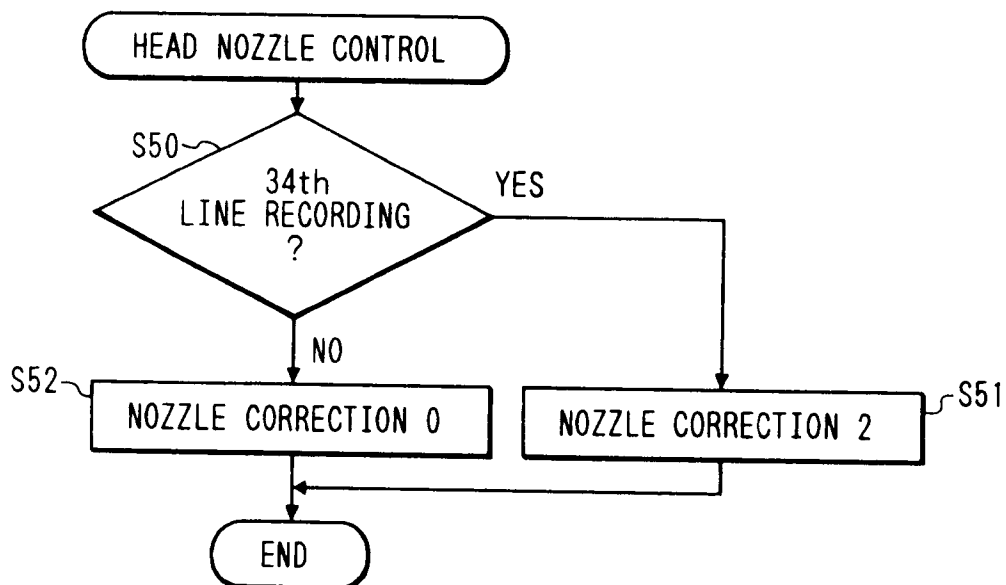 HEAD NOZZLE CONTROL
S50
34th
LINE RECORDING
?
YES
NO
S52
NOZZLE CORRECTION 0
NOZZLE CORRECTION 2
S51
END